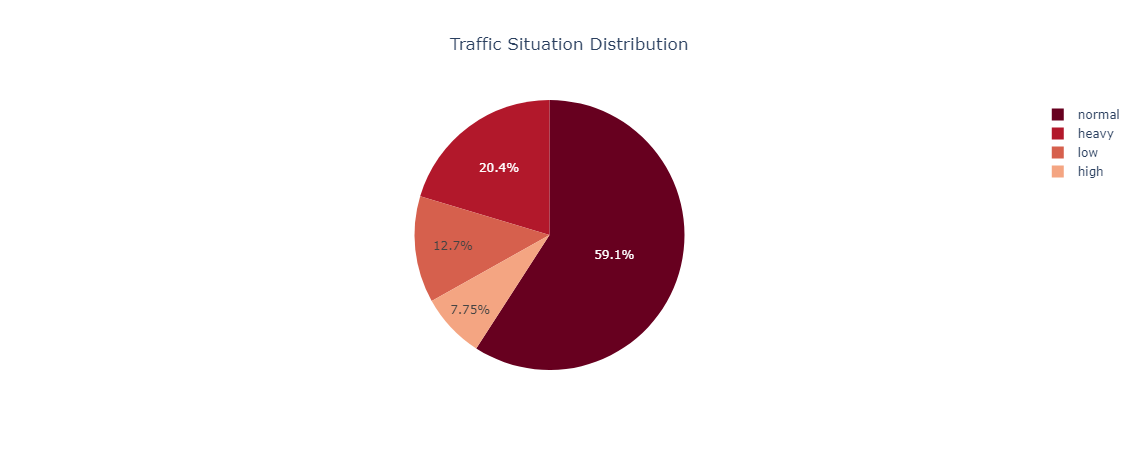 Traffic Situation Distribution
normal
heavy
low
high
20.4%
12.7%
59.1%
7.75%